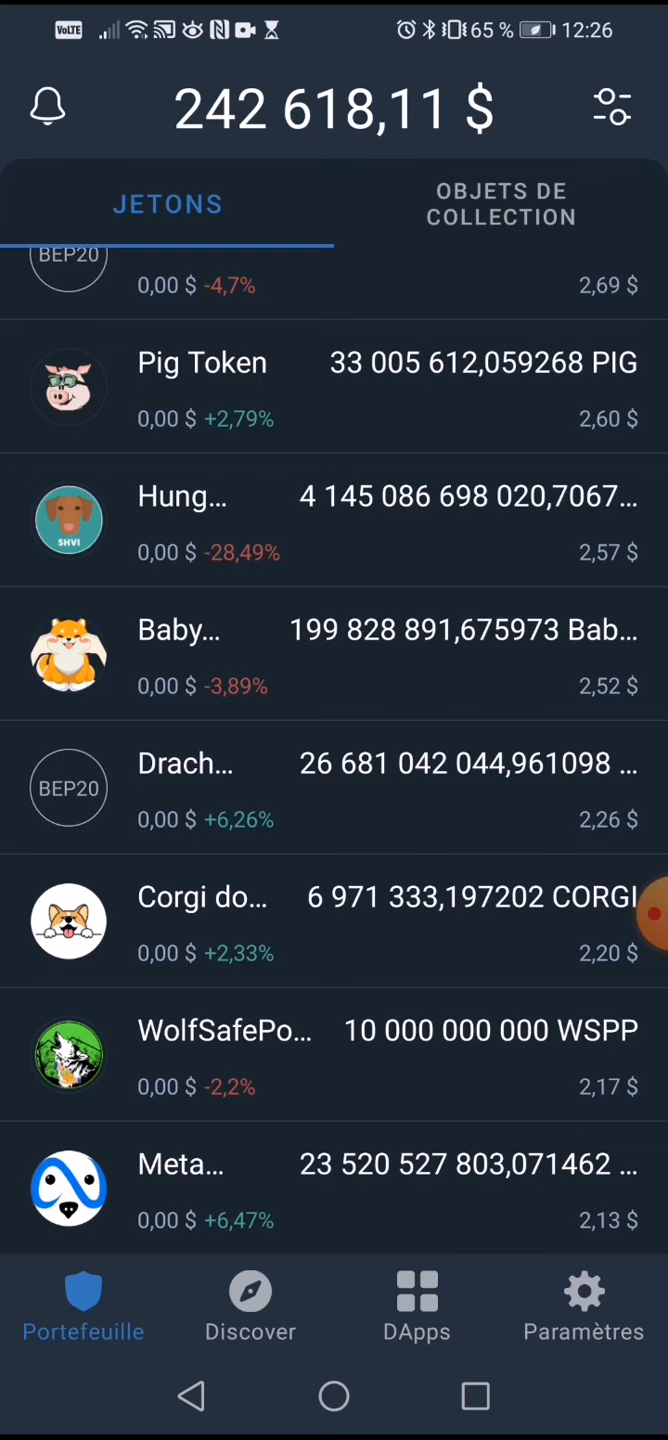 VoLTE 65 % 12:26
242 618,11 $
JETONS
OBJETS DE
COLLECTION
BEP20
0,00 $ -4,7% 2,69 $
Pig Token 33 005 612,059268 PIG
0,00 $ +2,79% 2,60 $
Hung... 4 145 086 698 020,7067...
$HVI
0,00 $ -28,49% 2,57 $
Baby... 199 828 891,675973 Bab...
0,00 $ -3,89% 2,52 $
Drach... 26 681 042 044,961098 ...
BEP20
0,00 $ +6,26% 2,26 $
Corgi do... 6 971 333,197202 CORGI
0,00 $ +2,33% 2,20 $
WolfSafePo... 10 000 000 000 WSPP
0,00 $ -2,2% 2,17 $
Meta... 23 520 527 803,071462 ...
0,00 $ +6,47% 2,13 $
Portefeuille Discover DApps Paramètres